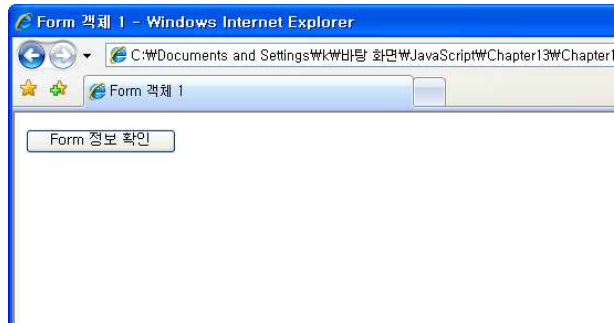 Form 객체 1 - Windows Internet Explorer
C:₩Documents and Settings₩k₩바탕 화면₩JavaScript₩Chapter13₩Chapter1
Form 객체 1
Form 정보 확인